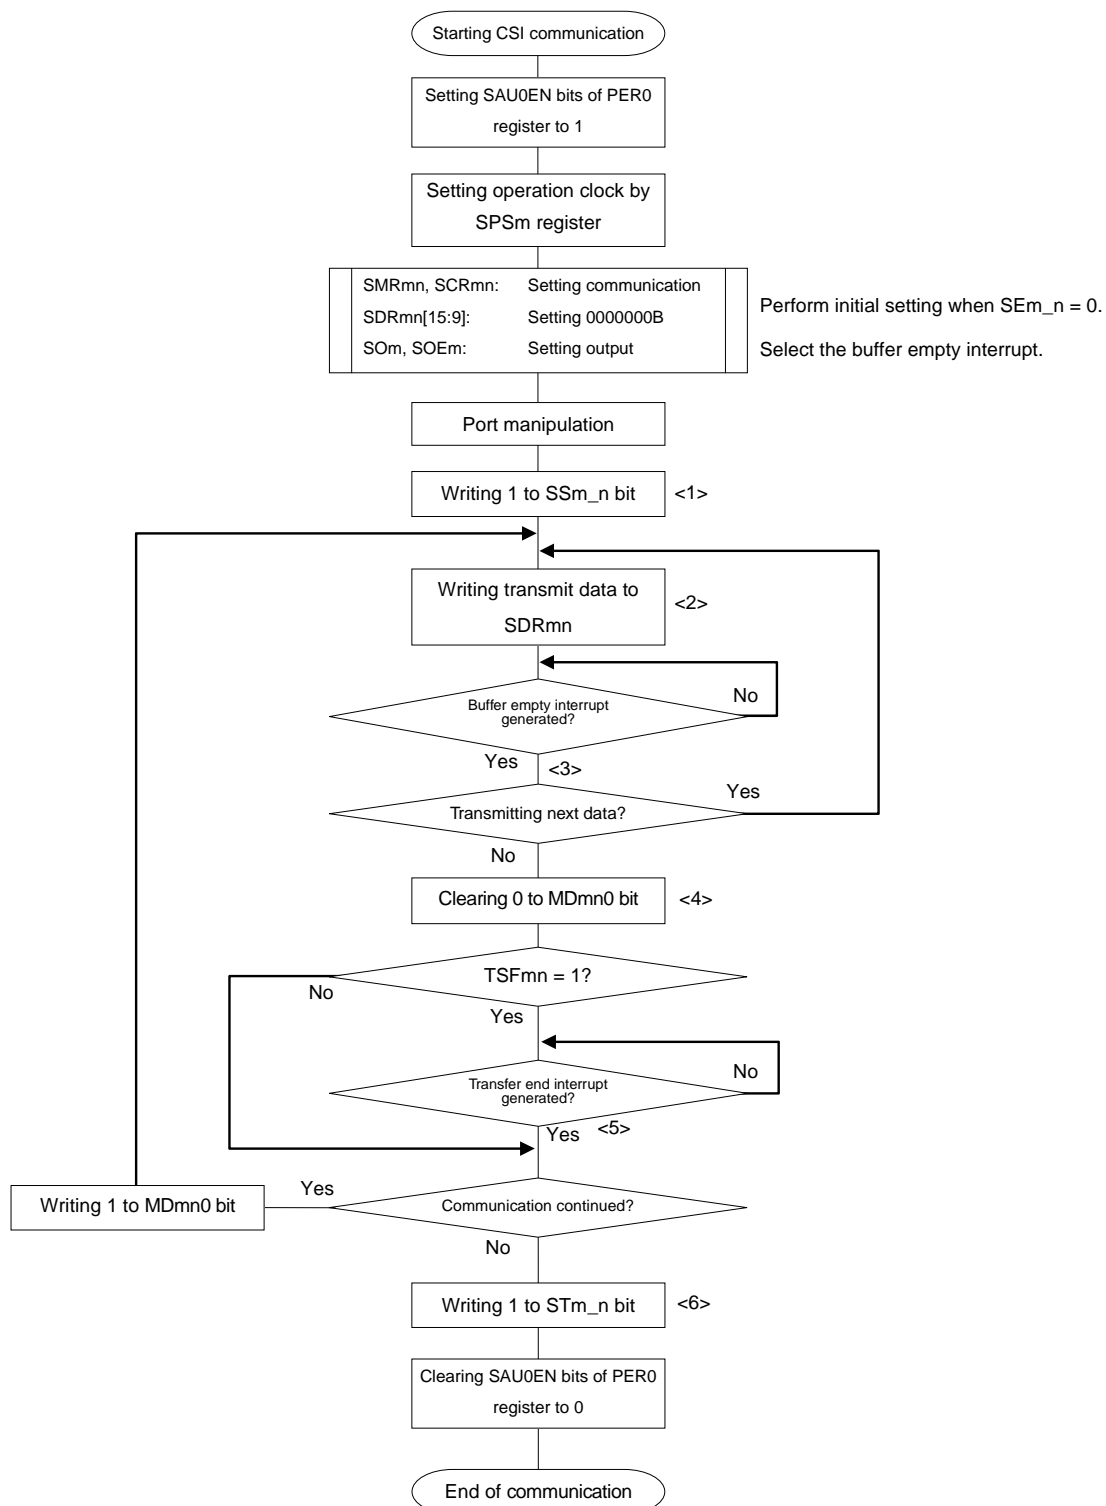 Starting CSI communication
Setting SAU0EN bits of PER0
register to 1
Setting operation clock by
SPSm register
SMRmn, SCRmn: Setting communication
SDRmn[15:9]: Setting 0000000B
SOm, SOEm: Setting output
Perform initial setting when SEm_n = 0.
Select the buffer empty interrupt.
Port manipulation
Writing 1 to SSm_n bit <1>
Writing transmit data to
SDRmn
<2>
Buffer empty interrupt
generated?
No
Yes
<3>
Transmitting next data?
Yes
No
Clearing 0 to MDmn0 bit <4>
TSFmn = 1?
No
Yes
Transfer end interrupt
generated?
No
Yes <5>
Writing 1 to MDmn0 bit
Yes
Communication continued?
No
Writing 1 to STm_n bit <6>
Clearing SAU0EN bits of PER0
register to 0
End of communication